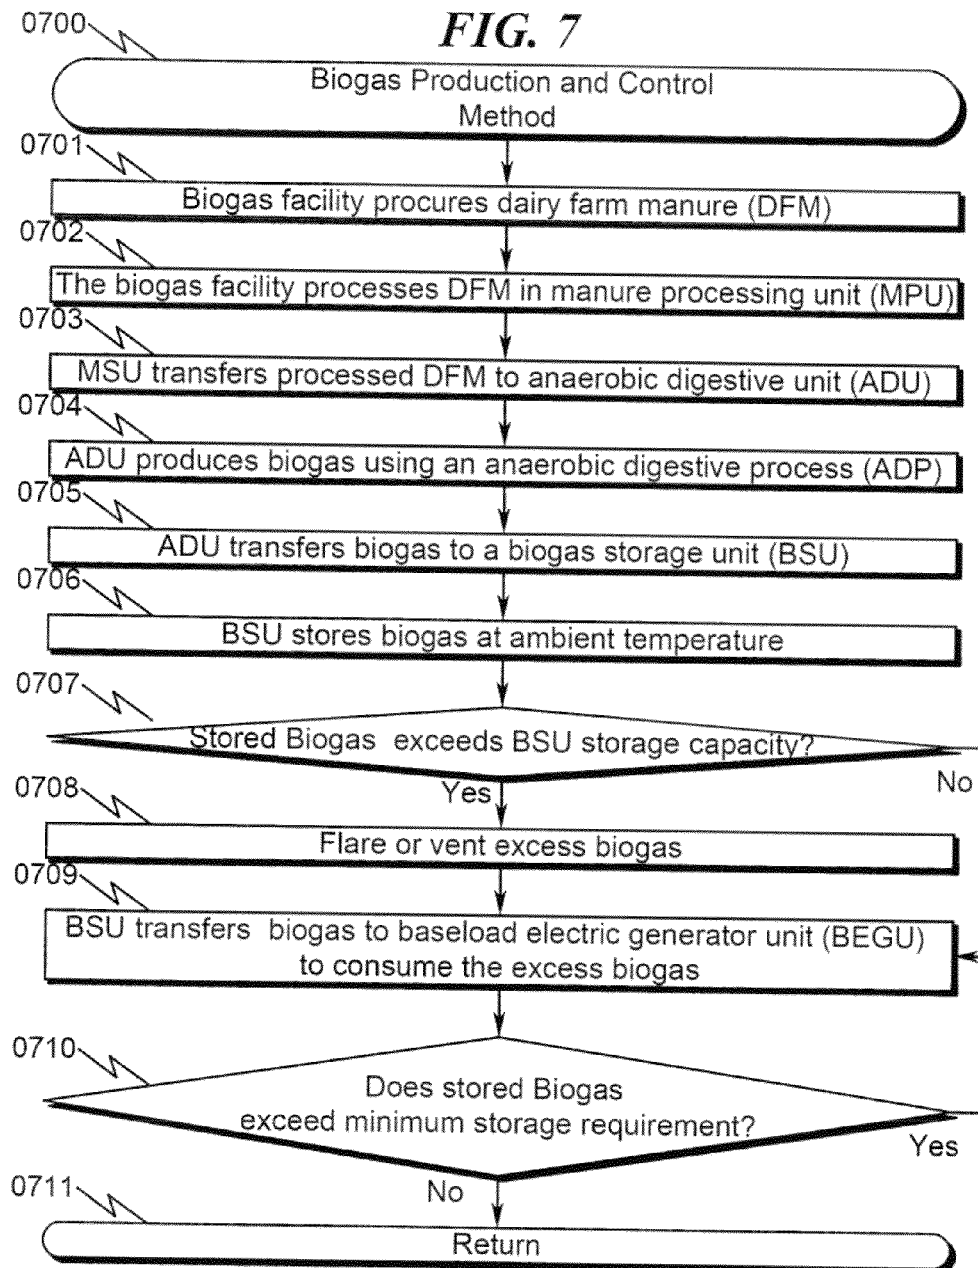 FIG. 7
0700
Biogas Production and Control
Method
0701
Biogas facility procures dairy farm manure (DFM)
0702
The biogas facility processes DFM in manure processing unit (MPU)
0703
MSU transfers processed DFM to anaerobic digestive unit (ADU)
0704
ADU produces biogas using an anaerobic digestive process (ADP)
0705
ADU transfers biogas to a biogas storage unit (BSU)
0706
BSU stores biogas at ambient temperature
0707
Stored Biogas exceeds BSU storage capacity?
No
Yes
0708
Flare or vent excess biogas
0709
BSU transfers biogas to baseload electric generator unit (BEGU)
to consume the excess biogas
0710
Does stored Biogas
exceed minimum storage requirement?
Yes
No
0711
Return